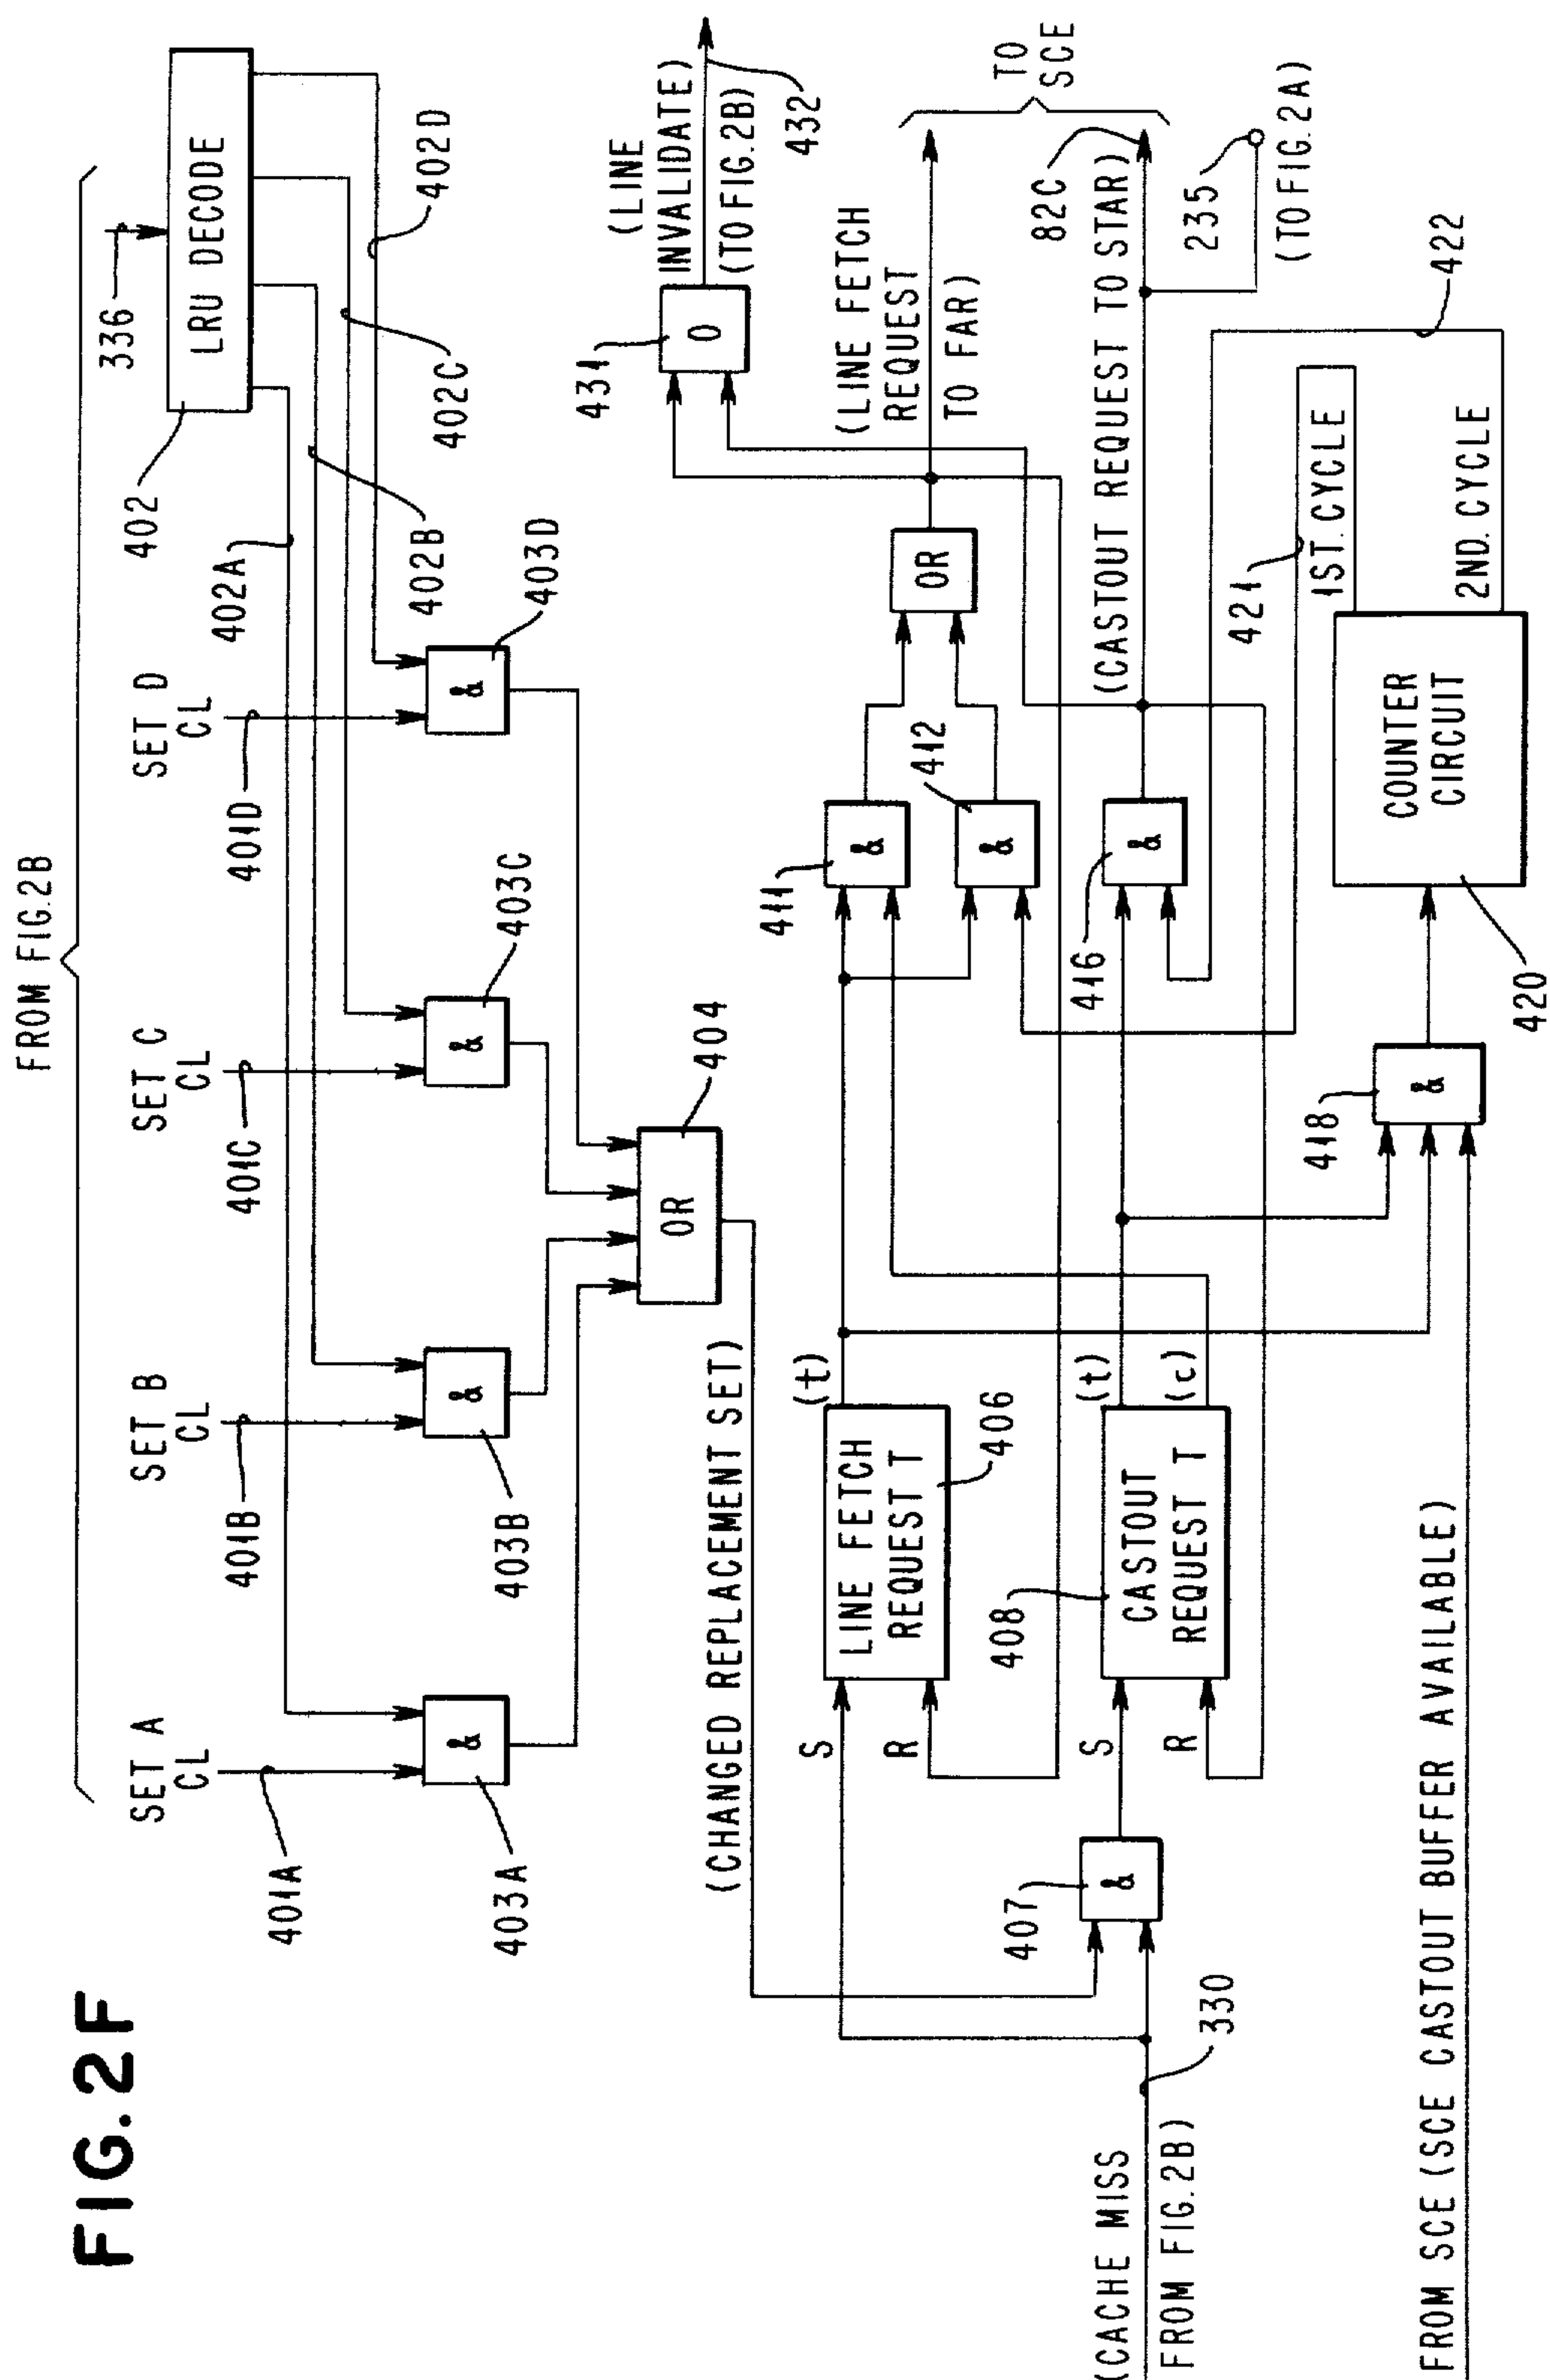 FIG.2F
FROM FIG.2B
SET A
CL
SET B
CL
SET C
CL
SET D
CL
336
LRU DECODE
402
401A
401B
401C
401D
402A
402B
402C
402D
403A
&
403B
&
403C
&
403D
&
OR
404
(CHANGED REPLACEMENT SET)
(LINE
INVALIDATE)
(TO FIG.2B)
432
431
O
(CACHE MISS
FROM FIG.2B)
330
407
&
S
R
LINE FETCH
REQUEST T
406
(t)
S
R
408
CASTOUT
REQUEST T
(t)
(c)
411
&
412
&
OR
(LINE FETCH
REQUEST
TO FAR)
TO
SCE
416
&
(CASTOUT REQUEST TO STAR)
82C
235
(TO FIG.2A)
418
&
COUNTER
CIRCUIT
420
421
1ST. CYCLE
2ND. CYCLE
422
FROM SCE (SCE CASTOUT BUFFER AVAILABLE)